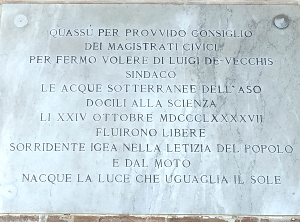 QUASSÙ PER PROVVIDO CONSIGLIO
DEI MAGISTRATI CIVICI
PER FERMO VOLERE DI LUIGI DE-VECCHIS
SINDACO
LE ACQUE SOTTERRANEE DELL'ASO
DOCILI ALLA SCIENZA
LI XXIV OTTOBRE MDCCCLXXXXVII
FLUIRONO LIBERE
SORRIDENTE IGEA NELLA LETIZIA DEL POPOLO
E DAL MOTO
NACQUE LA LUCE CHE UGUAGLIA IL SOLE